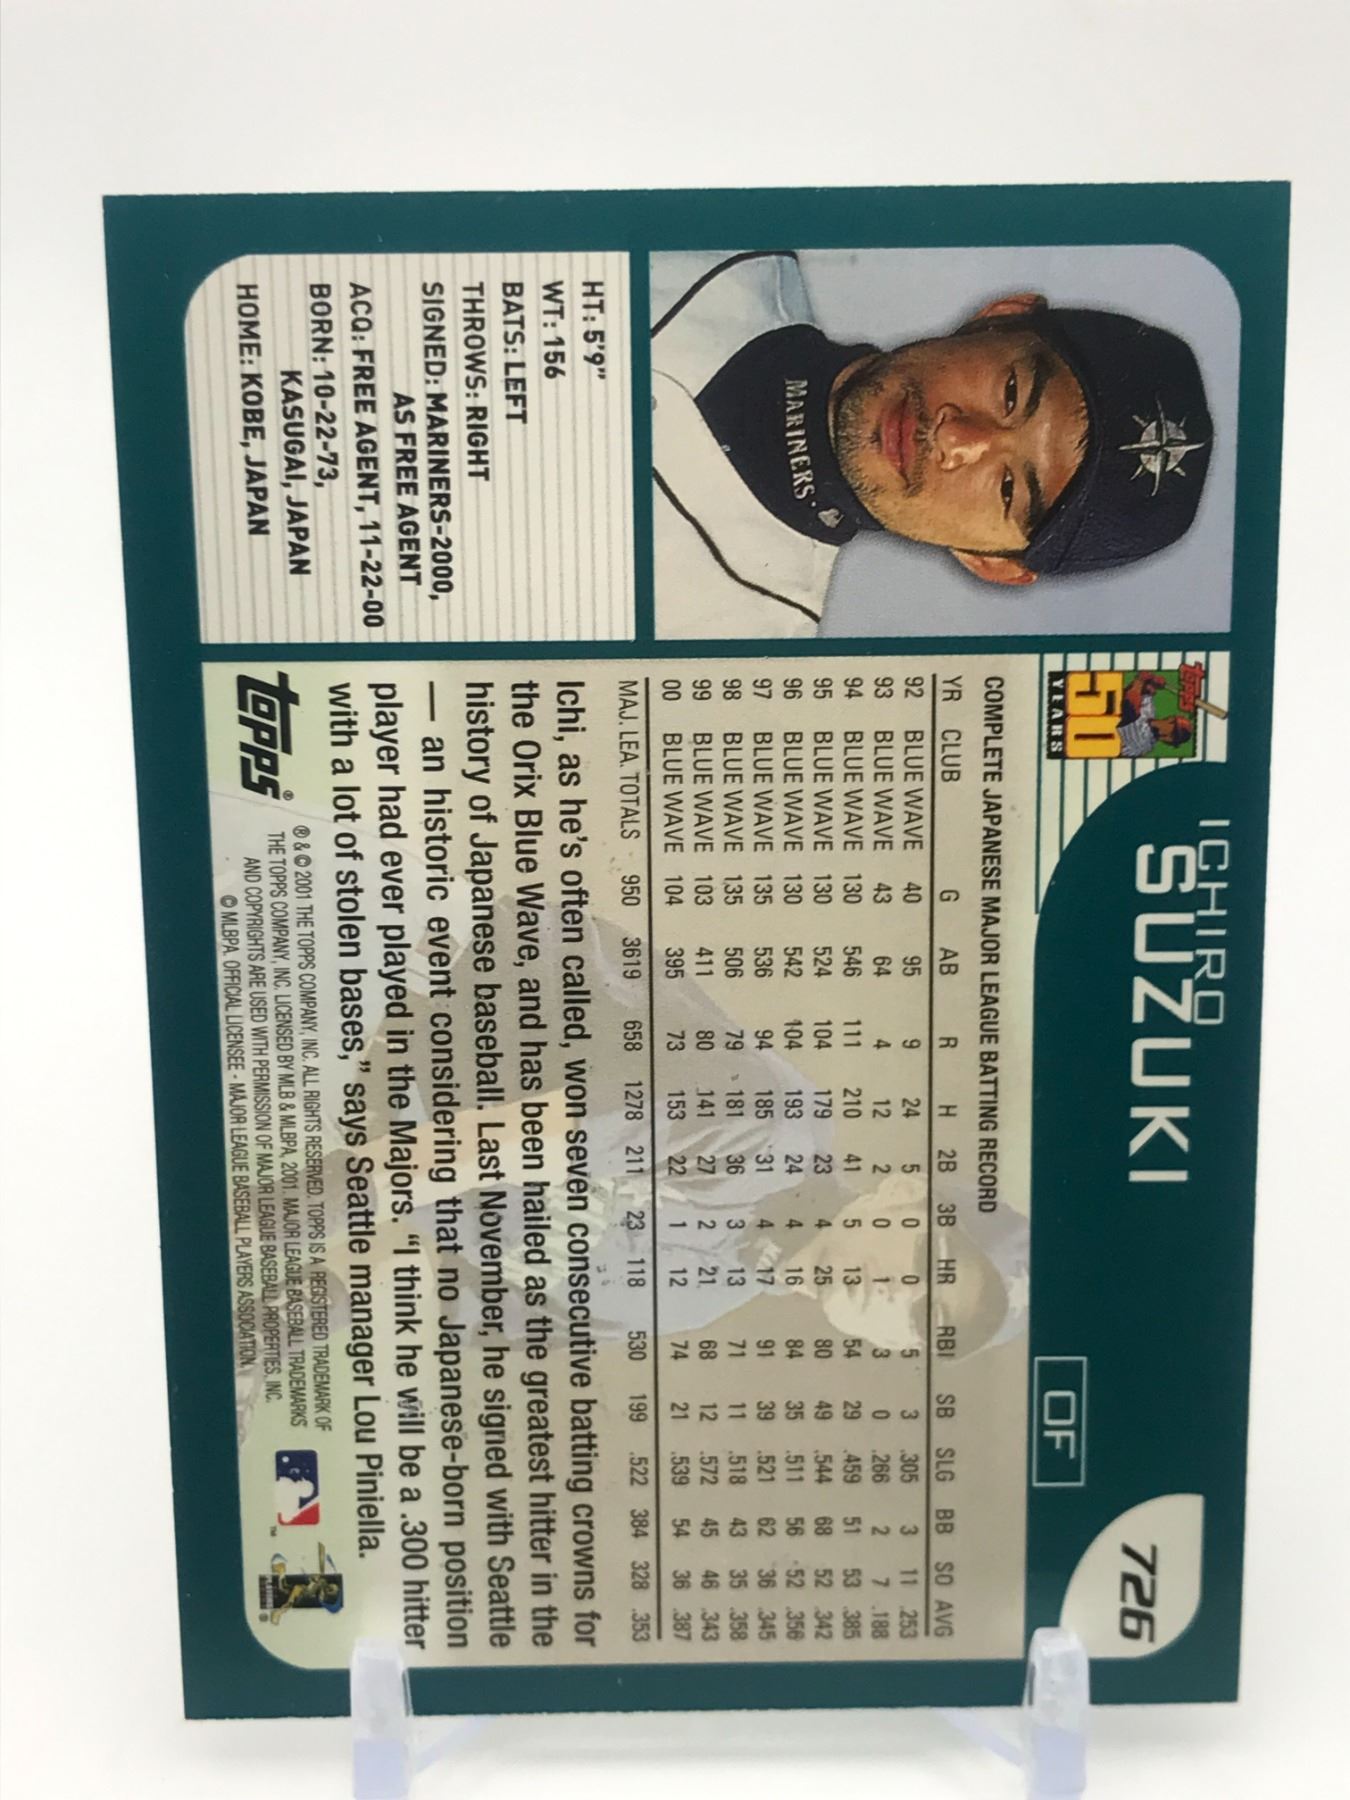 726
ICHIRO
SUZUKI
OF
topps
50
YEARS
MARINERS
HT: 5'9"
WT: 156
BATS: LEFT
THROWS: RIGHT
SIGNED: MARINERS-2000,
AS FREE AGENT
ACQ: FREE AGENT, 11-22-00
BORN: 10-22-73,
KASUGAI, JAPAN
HOME: KOBE, JAPAN
COMPLETE JAPANESE MAJOR LEAGUE BATTING RECORD
YR CLUB G AB R H 2B 3B HR RBI SB SLG BB SO AVG
92 BLUE WAVE 40 95 9 24 5 0 0 5 3 .305 3 11 .253
93 BLUE WAVE 43 64 4 12 2 0 1 3 0 .266 2 7 .188
94 BLUE WAVE 130 546 111 210 41 5 13 54 29 .459 51 53 .385
95 BLUE WAVE 130 524 104 179 23 4 25 80 49 .544 68 52 .342
96 BLUE WAVE 130 542 104 193 24 4 16 84 35 .511 56 52 .356
97 BLUE WAVE 135 536 94 185 31 4 17 91 39 .521 62 36 .345
98 BLUE WAVE 135 506 79 181 36 3 13 71 11 .518 43 35 .358
99 BLUE WAVE 103 411 80 141 27 2 21 68 12 .572 45 46 .343
00 BLUE WAVE 104 395 73 153 22 1 12 74 21 .539 54 36 .387
MAJ. LEA. TOTALS 950 3619 658 1278 211 23 118 530 199 .522 384 328 .353
Ichi, as he's often called, won seven consecutive batting crowns for
the Orix Blue Wave, and has been hailed as the greatest hitter in the
history of Japanese baseball. Last November, he signed with Seattle
— an historic event considering that no Japanese-born position
player had ever played in the Majors. “I think he will be a .300 hitter
with a lot of stolen bases,” says Seattle manager Lou Piniella.
topps®
® & © 2001 THE TOPPS COMPANY, INC. ALL RIGHTS RESERVED. TOPPS IS A REGISTERED TRADEMARK OF
THE TOPPS COMPANY, INC. LICENSED BY MLB & MLBPA, 2001. MAJOR LEAGUE BASEBALL TRADEMARKS
AND COPYRIGHTS ARE USED WITH PERMISSION OF MAJOR LEAGUE BASEBALL PROPERTIES, INC.
© MLBPA. OFFICIAL LICENSEE - MAJOR LEAGUE BASEBALL PLAYERS ASSOCIATION.